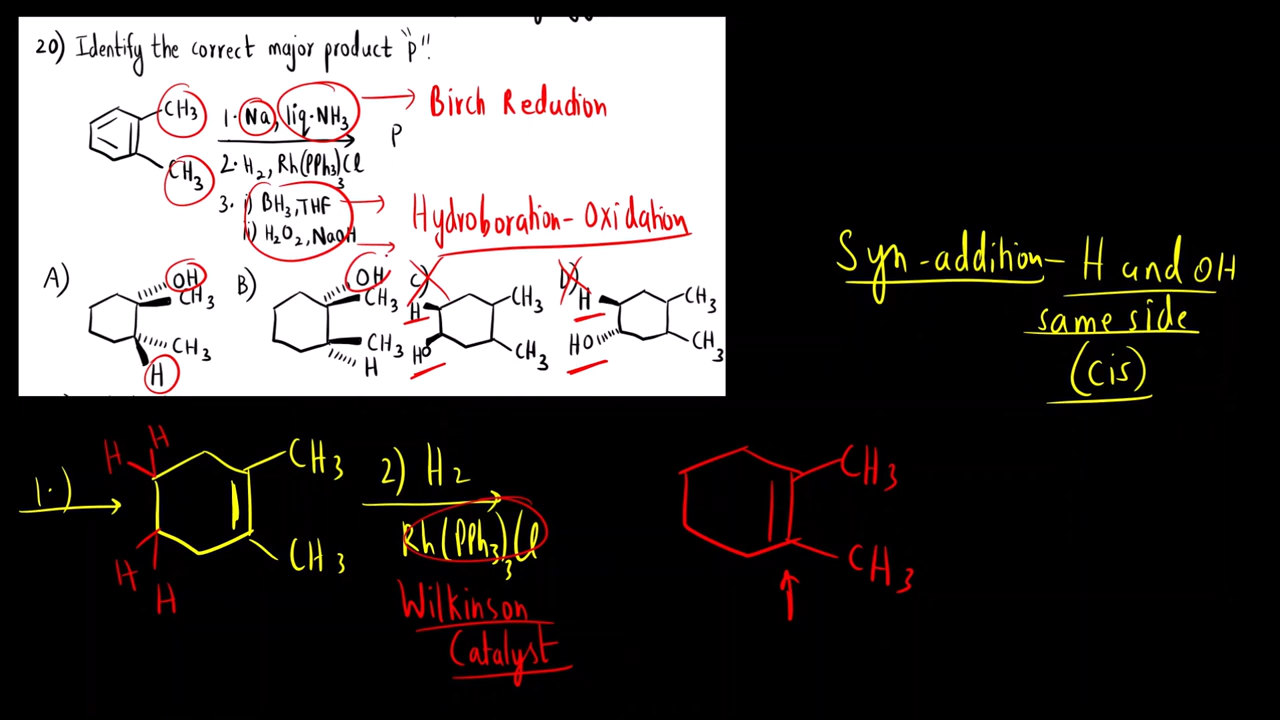 20) Identify the correct major product "p".
CH3
CH3
1. Na, liq. NH3
2. H2, Rh(PPh3)3Cl
3. i) BH3, THF
ii) H2O2, NaOH
P
Birch Reduction
Hydroboration-Oxidation
A)
OH
CH3
CH3
H
B)
OH
CH3
CH3
H
C)
H
HO
CH3
CH3
D)
H
HO
CH3
CH3
Syn-addition- H and OH
same side
(cis)
1.)
H H
H
H
CH3
CH3
2) H2
Rh(PPh3)3Cl
Wilkinson
Catalyst
CH3
CH3